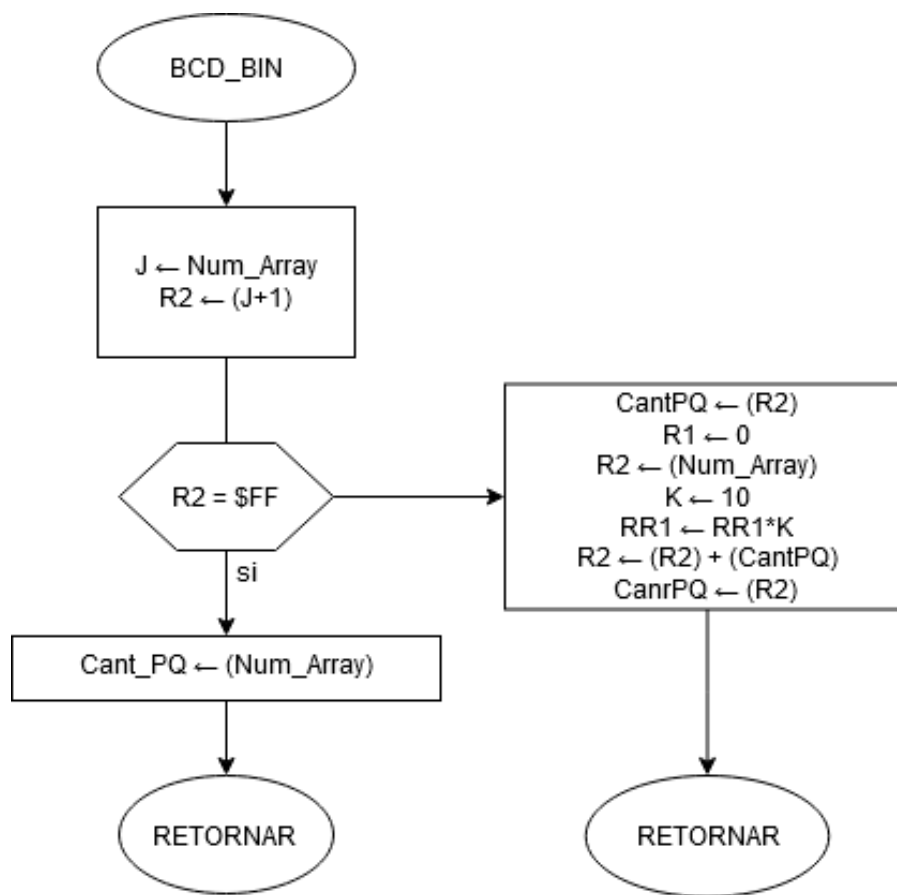 BCD_BIN
J ← Num_Array
R2 ← (J+1)
R2 = $FF
si
Cant_PQ ← (Num_Array)
RETORNAR
CantPQ ← (R2)
R1 ← 0
R2 ← (Num_Array)
K ← 10
RR1 ← RR1*K
R2 ← (R2) + (CantPQ)
CanrPQ ← (R2)
RETORNAR